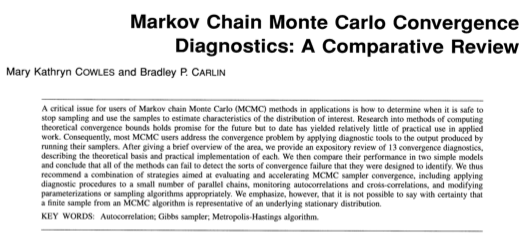 Markov Chain Monte Carlo Convergence
Diagnostics: A Comparative Review
Mary Kathryn COWLES and Bradley P. CARLIN
A critical issue for users of Markov chain Monte Carlo (MCMC) methods in applications is how to determine when it is safe to
stop sampling and use the samples to estimate characteristics of the distribution of interest. Research into methods of computing
theoretical convergence bounds holds promise for the future but to date has yielded relatively little of practical use in applied
work. Consequently, most MCMC users address the convergence problem by applying diagnostic tools to the output produced by
running their samplers. After giving a brief overview of the area, we provide an expository review of 13 convergence diagnostics,
describing the theoretical basis and practical implementation of each. We then compare their performance in two simple models
and conclude that all of the methods can fail to detect the sorts of convergence failure that they were designed to identify. We thus
recommend a combination of strategies aimed at evaluating and accelerating MCMC sampler convergence, including applying
diagnostic procedures to a small number of parallel chains, monitoring autocorrelations and cross-correlations, and modifying
parameterizations or sampling algorithms appropriately. We emphasize, however, that it is not possible to say with certainty that
a finite sample from an MCMC algorithm is representative of an underlying stationary distribution.
KEY WORDS: Autocorrelation; Gibbs sampler; Metropolis-Hastings algorithm.